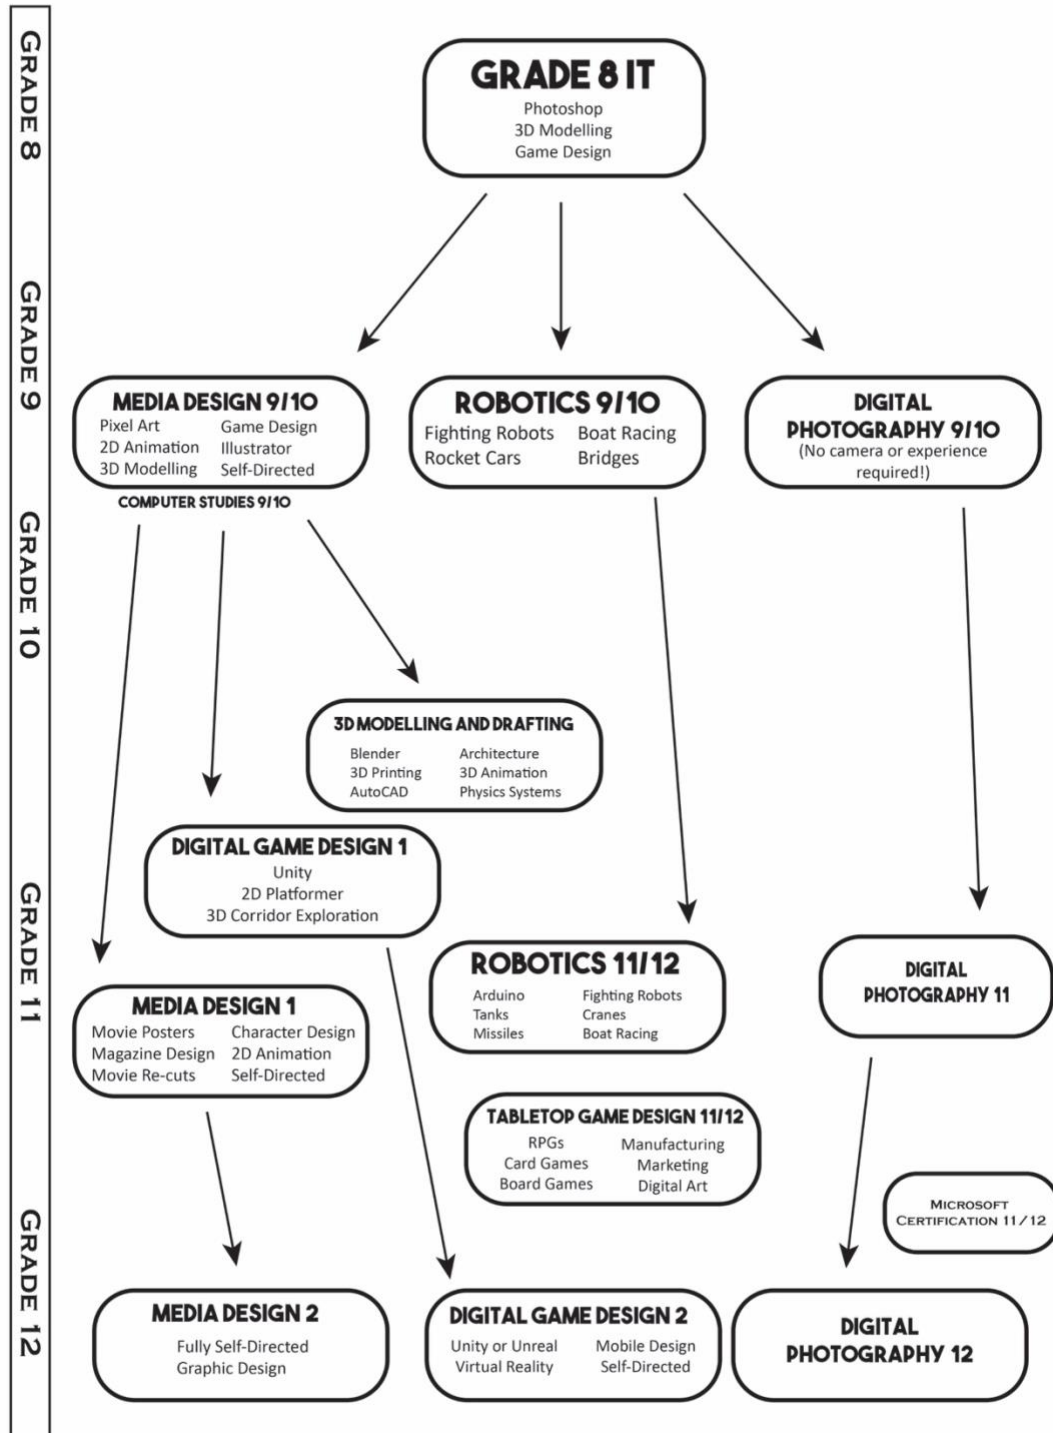 GRADE 8
GRADE 9
GRADE 10
GRADE 11
GRADE 12
GRADE 8 IT
Photoshop
3D Modelling
Game Design
MEDIA DESIGN 9/10
Pixel Art Game Design
2D Animation Illustrator
3D Modelling Self-Directed
COMPUTER STUDIES 9/10
ROBOTICS 9/10
Fighting Robots Boat Racing
Rocket Cars Bridges
DIGITAL
PHOTOGRAPHY 9/10
(No camera or experience
required!)
3D MODELLING AND DRAFTING
Blender Architecture
3D Printing 3D Animation
AutoCAD Physics Systems
DIGITAL GAME DESIGN 1
Unity
2D Platformer
3D Corridor Exploration
MEDIA DESIGN 1
Movie Posters Character Design
Magazine Design 2D Animation
Movie Re-cuts Self-Directed
ROBOTICS 11/12
Arduino Fighting Robots
Tanks Cranes
Missiles Boat Racing
DIGITAL
PHOTOGRAPHY 11
TABLETOP GAME DESIGN 11/12
RPGs Manufacturing
Card Games Marketing
Board Games Digital Art
MICROSOFT
CERTIFICATION 11/12
MEDIA DESIGN 2
Fully Self-Directed
Graphic Design
DIGITAL GAME DESIGN 2
Unity or Unreal Mobile Design
Virtual Reality Self-Directed
DIGITAL
PHOTOGRAPHY 12